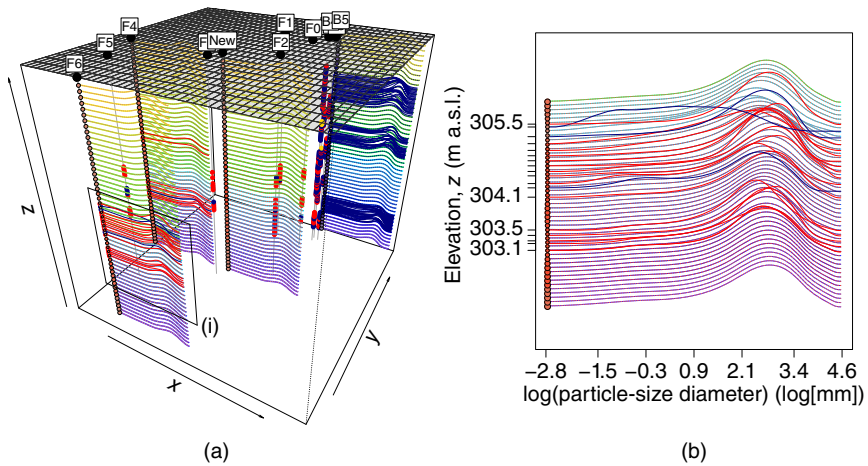 F1
B5
F4
F0
F5
New
F2
F6
z
(i)
x
y
(a)
Elevation, z (m a.s.l.)
305.5
304.1
303.5
303.1
−2.8 −1.5 −0.3 0.9 2.1 3.4 4.6
log(particle-size diameter) (log[mm])
(b)